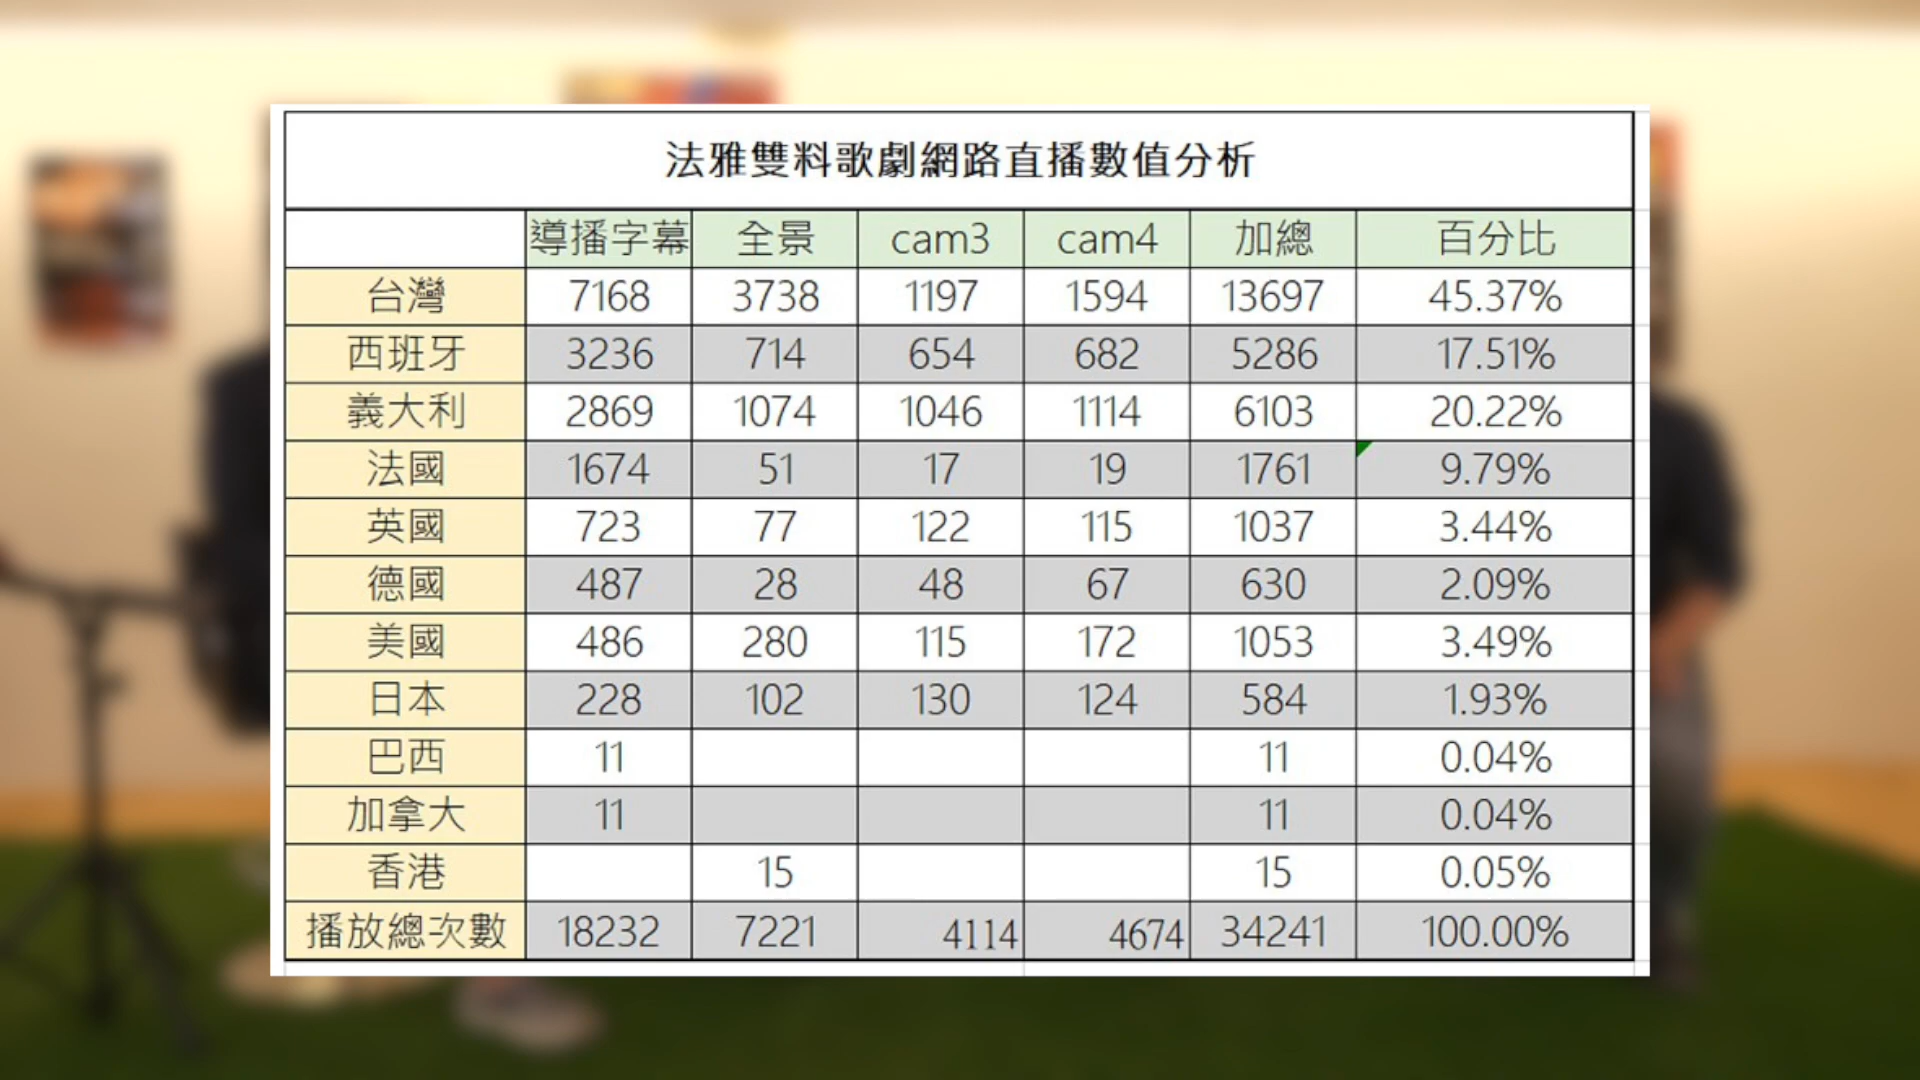 法雅雙料歌劇網路直播數值分析
導播字幕 全景 cam3 cam4 加總 百分比
台灣 7168 3738 1197 1594 13697 45.37%
西班牙 3236 714 654 682 5286 17.51%
義大利 2869 1074 1046 1114 6103 20.22%
法國 1674 51 17 19 1761 9.79%
英國 723 77 122 115 1037 3.44%
德國 487 28 48 67 630 2.09%
美國 486 280 115 172 1053 3.49%
日本 228 102 130 124 584 1.93%
巴西 11 11 0.04%
加拿大 11 11 0.04%
香港 15 15 0.05%
播放總次數 18232 7221 4114 4674 34241 100.00%